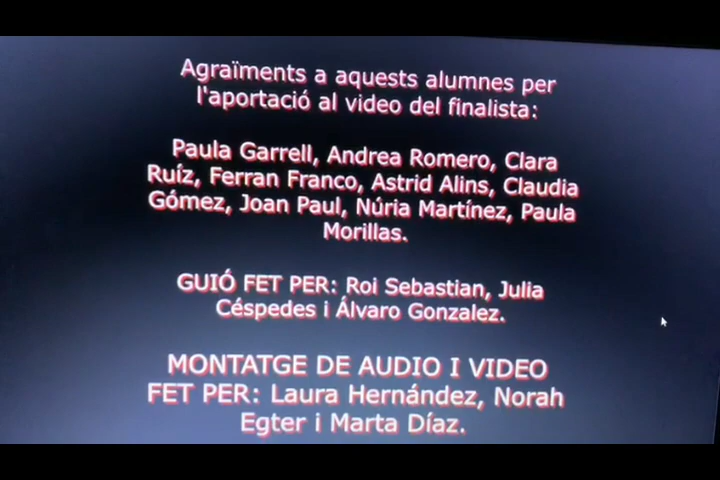 Agraïments a aquests alumnes per
l'aportació al video del finalista:
Paula Garrell, Andrea Romero, Clara
Ruíz, Ferran Franco, Astrid Alins, Claudia
Gómez, Joan Paul, Núria Martínez, Paula
Morillas.
GUIÓ FET PER: Roi Sebastian, Julia
Céspedes i Álvaro Gonzalez.
MONTATGE DE AUDIO I VIDEO
FET PER: Laura Hernández, Norah
Egter i Marta Díaz.